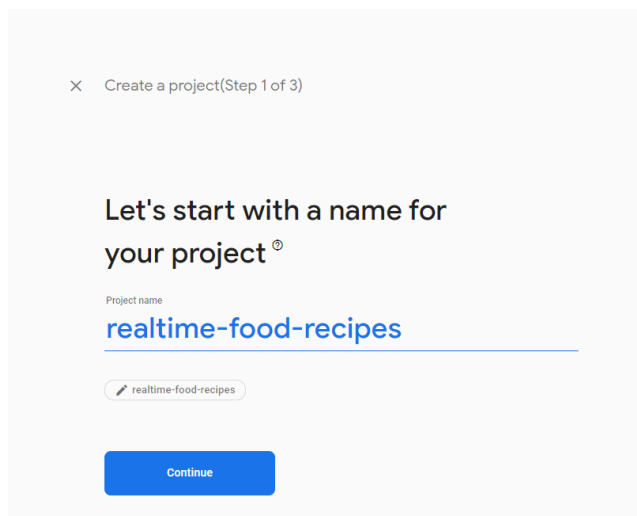 Create a project(Step 1 of 3)
Let's start with a name for
your project
Project name
realtime-food-recipes
realtime-food-recipes
Continue